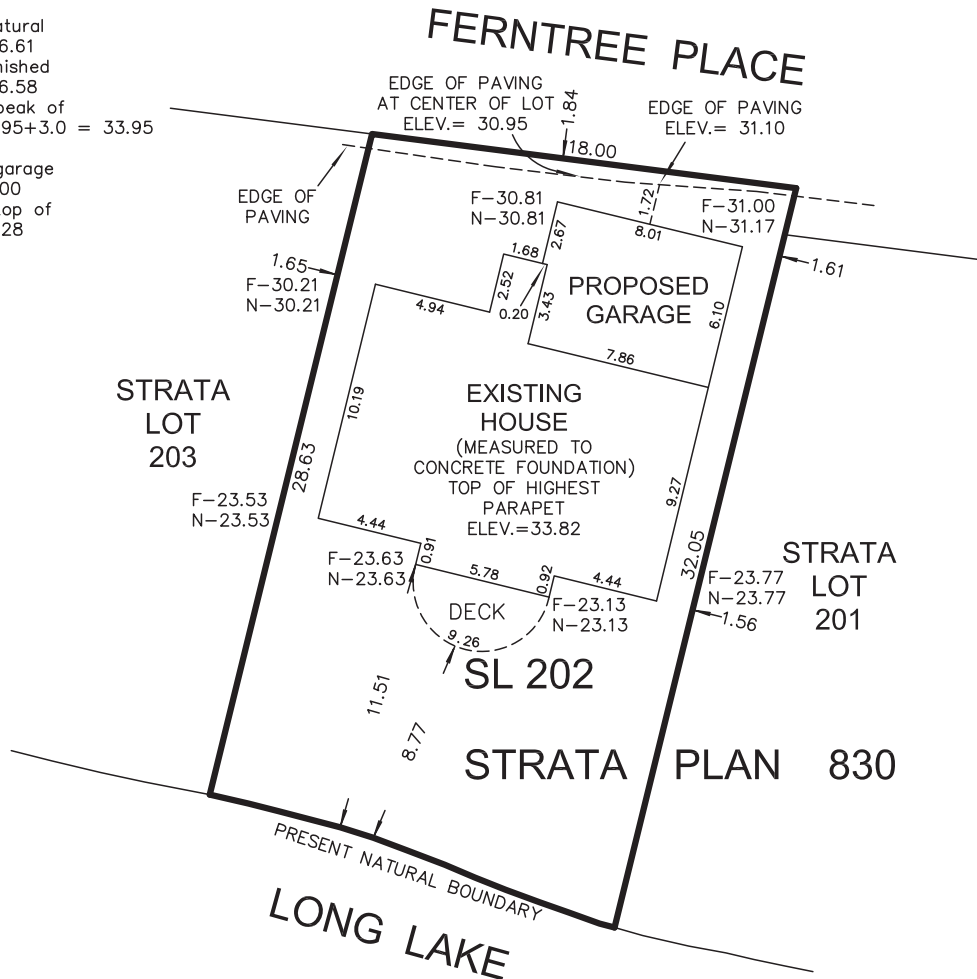 FERNTREE PLACE
6.61
6.58
peak of
95+3.0 = 33.95
garage
00
28
EDGE OF PAVING
AT CENTER OF LOT
ELEV.= 30.95
1.84
EDGE OF PAVING
ELEV.= 31.10
18.00
EDGE OF
PAVING
F-30.81
N-30.81
1.72
F-31.00
N-31.17
8.01
2.67
1.65
F-30.21
N-30.21
1.68
1.61
2.52
0.20
3.43
PROPOSED
GARAGE
6.10
4.94
7.86
STRATA
LOT
203
10.19
EXISTING
HOUSE
(MEASURED TO
CONCRETE FOUNDATION)
TOP OF HIGHEST
PARAPET
ELEV.=33.82
28.63
9.27
F-23.53
N-23.53
4.44
0.91
F-23.63
N-23.63
5.78
0.92
4.44
32.05
F-23.77
N-23.77
STRATA
LOT
201
1.56
DECK
F-23.13
N-23.13
9.26
SL 202
11.51
8.77
STRATA PLAN 830
PRESENT NATURAL BOUNDARY
LONG LAKE